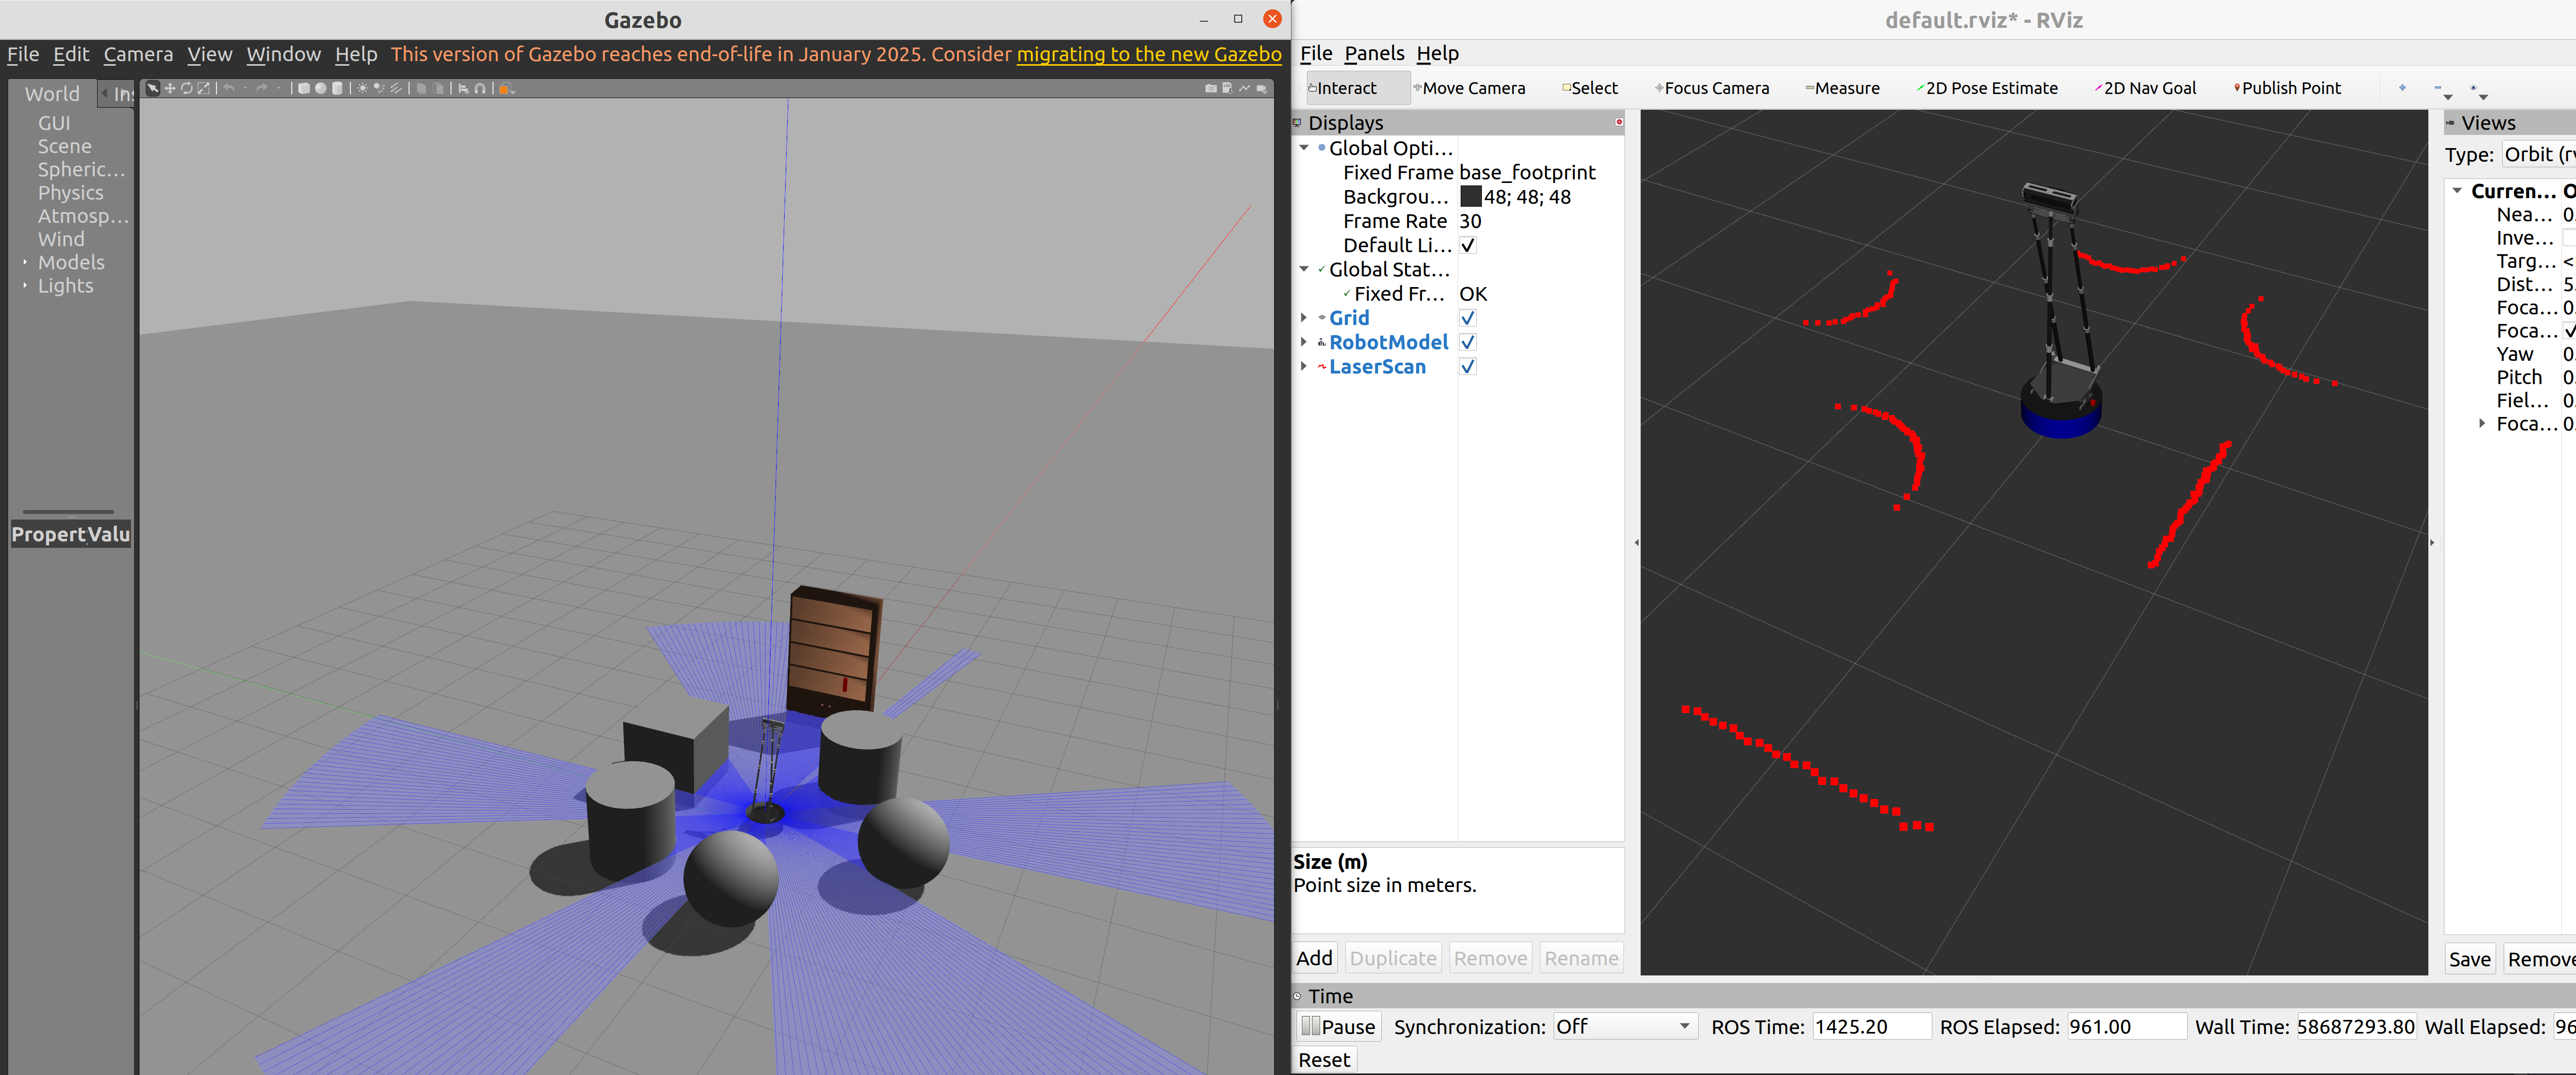 Gazebo
File Edit Camera View Window Help This version of Gazebo reaches end-of-life in January 2025. Consider migrating to the new Gazebo
World Ins
GUI
Scene
Spheric...
Physics
Atmosp...
Wind
Models
Lights
Propert Valu
default.rviz* - RViz
File Panels Help
Interact Move Camera Select Focus Camera Measure 2D Pose Estimate 2D Nav Goal Publish Point
Displays
Global Opti...
Fixed Frame base_footprint
Backgrou... 48; 48; 48
Frame Rate 30
Default Li...
Global Stat...
Fixed Fr... OK
Grid
RobotModel
LaserScan
Size (m)
Point size in meters.
Add Duplicate Remove Rename
Views
Type: Orbit (rv
Curren... O
Nea... 0.
Inve...
Targ... <
Dist... 5.
Foca... 0.
Foca...
Yaw 0.
Pitch 0.
Fiel... 0.
Foca... 0.
Save Remove
Time
Pause Synchronization: Off ROS Time: 1425.20 ROS Elapsed: 961.00 Wall Time: 58687293.80 Wall Elapsed: 96
Reset